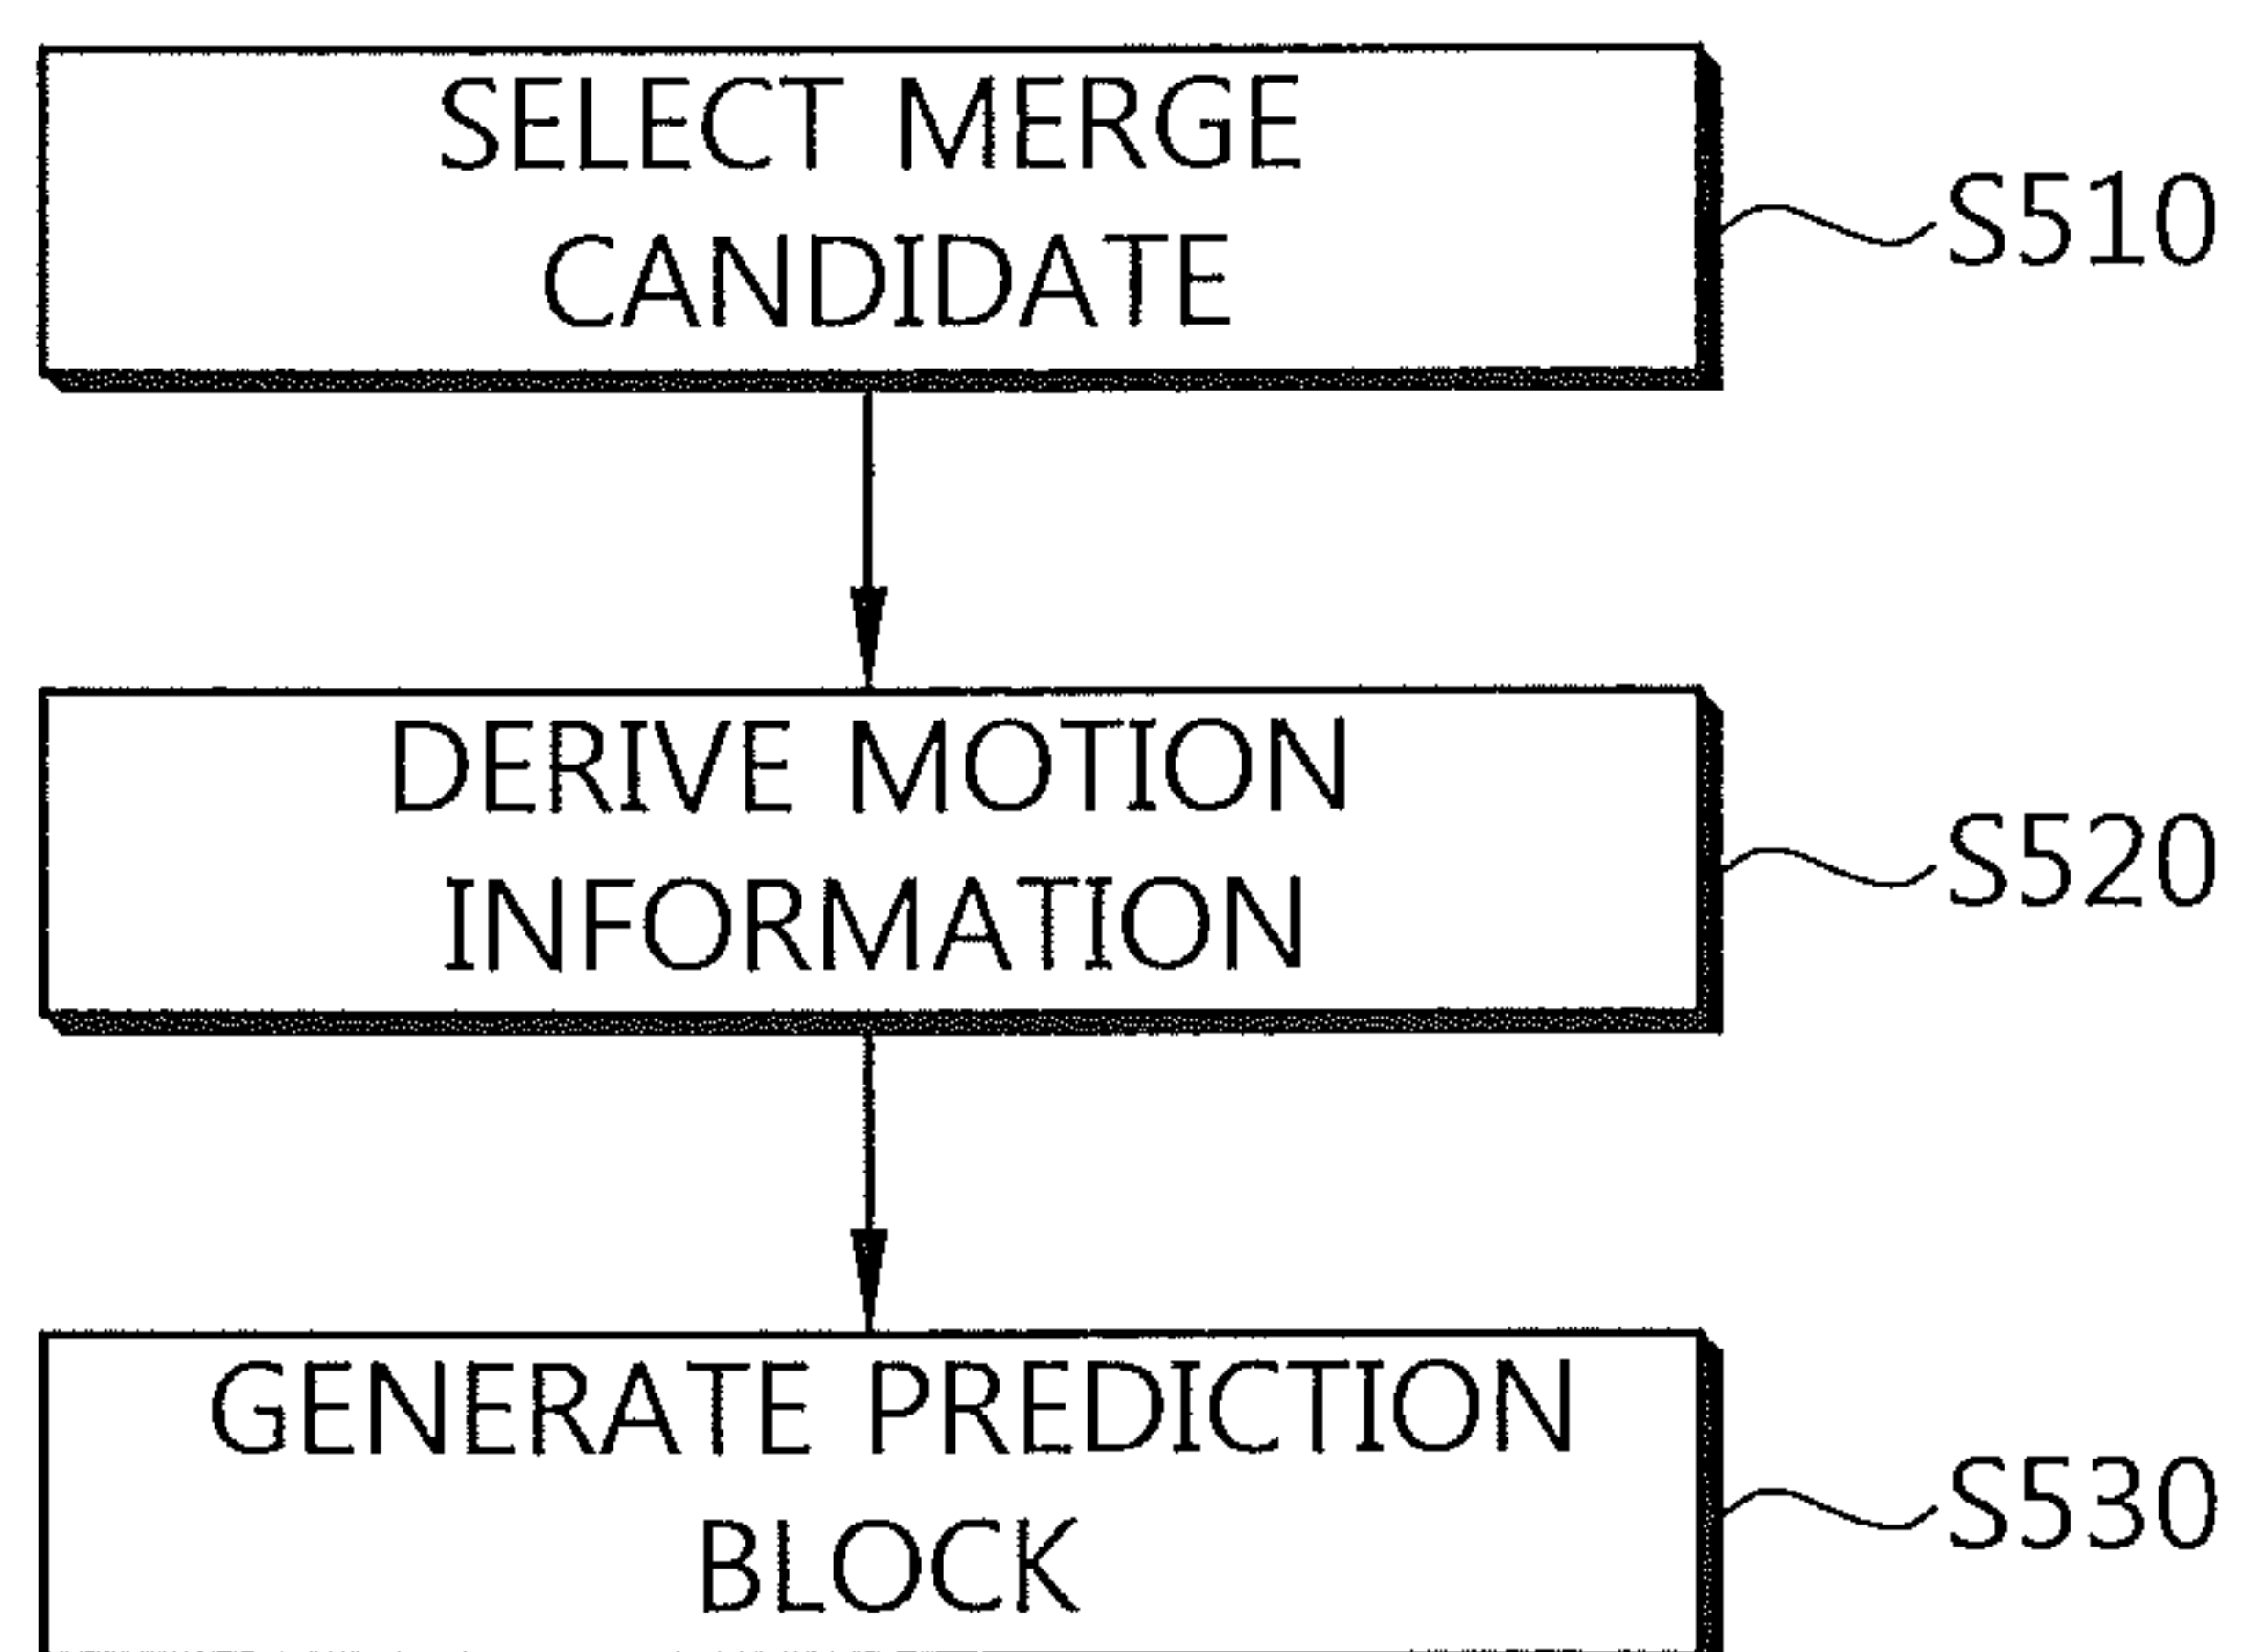 SELECT MERGE
CANDIDATE
S510
DERIVE MOTION
INFORMATION
S520
GENERATE PREDICTION
BLOCK
S530